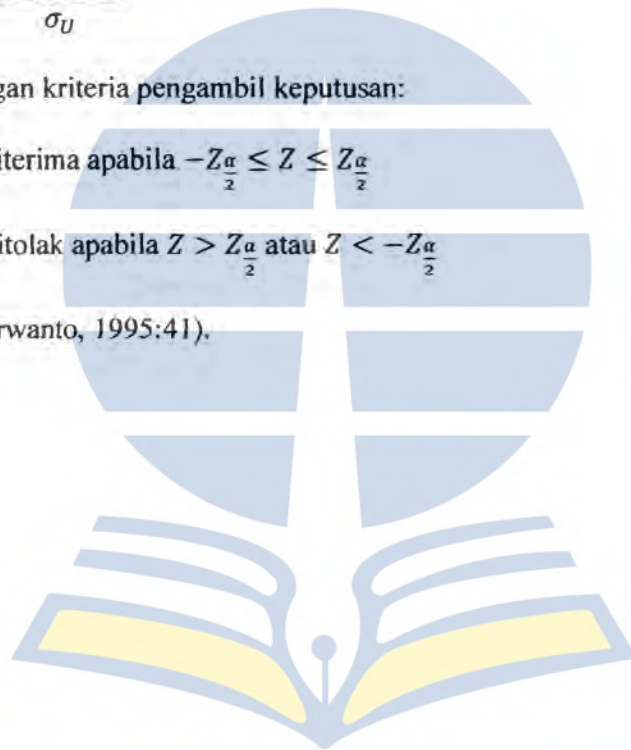 σ_U
gan kriteria pengambil keputusan:
iterima apabila −Z_{α/2} ≤ Z ≤ Z_{α/2}
itolak apabila Z > Z_{α/2} atau Z < −Z_{α/2}
rwanto, 1995:41).